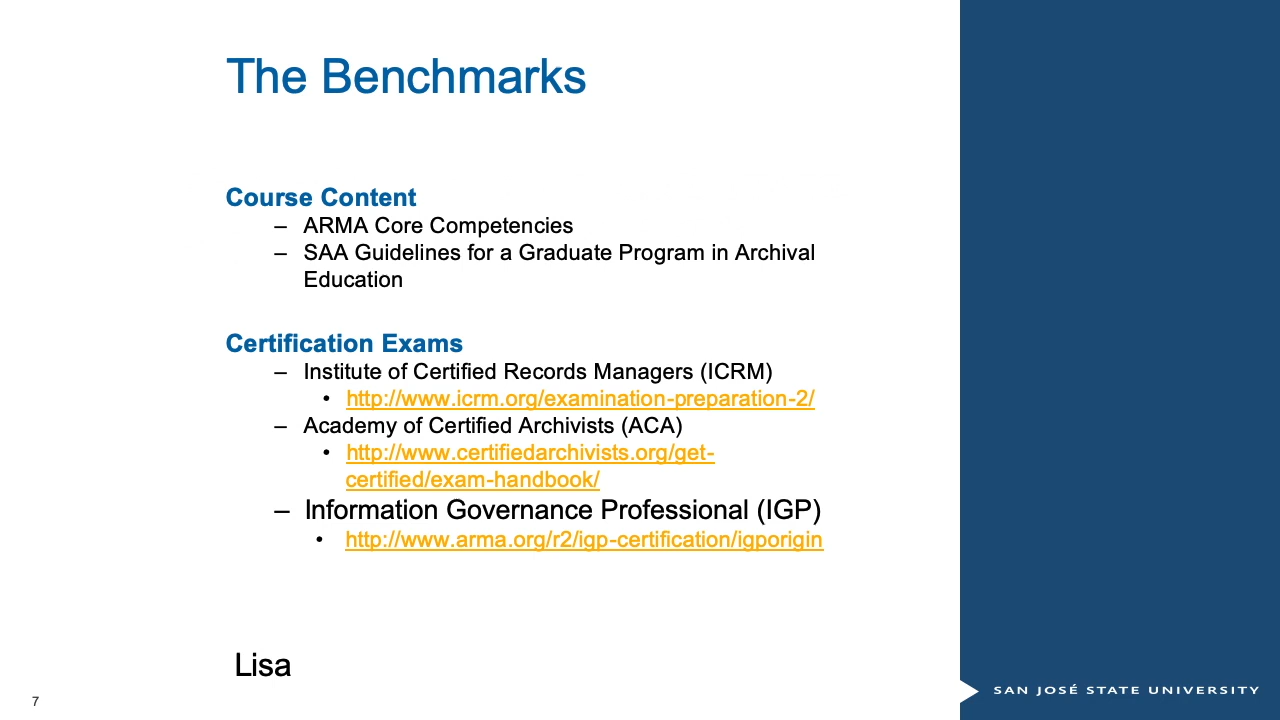 The Benchmarks
Course Content
– ARMA Core Competencies
– SAA Guidelines for a Graduate Program in Archival
Education
Certification Exams
– Institute of Certified Records Managers (ICRM)
• http://www.icrm.org/examination-preparation-2/
– Academy of Certified Archivists (ACA)
• http://www.certifiedarchivists.org/get-
certified/exam-handbook/
– Information Governance Professional (IGP)
• http://www.arma.org/r2/igp-certification/igporigin
Lisa
7
SAN JOSÉ STATE UNIVERSITY